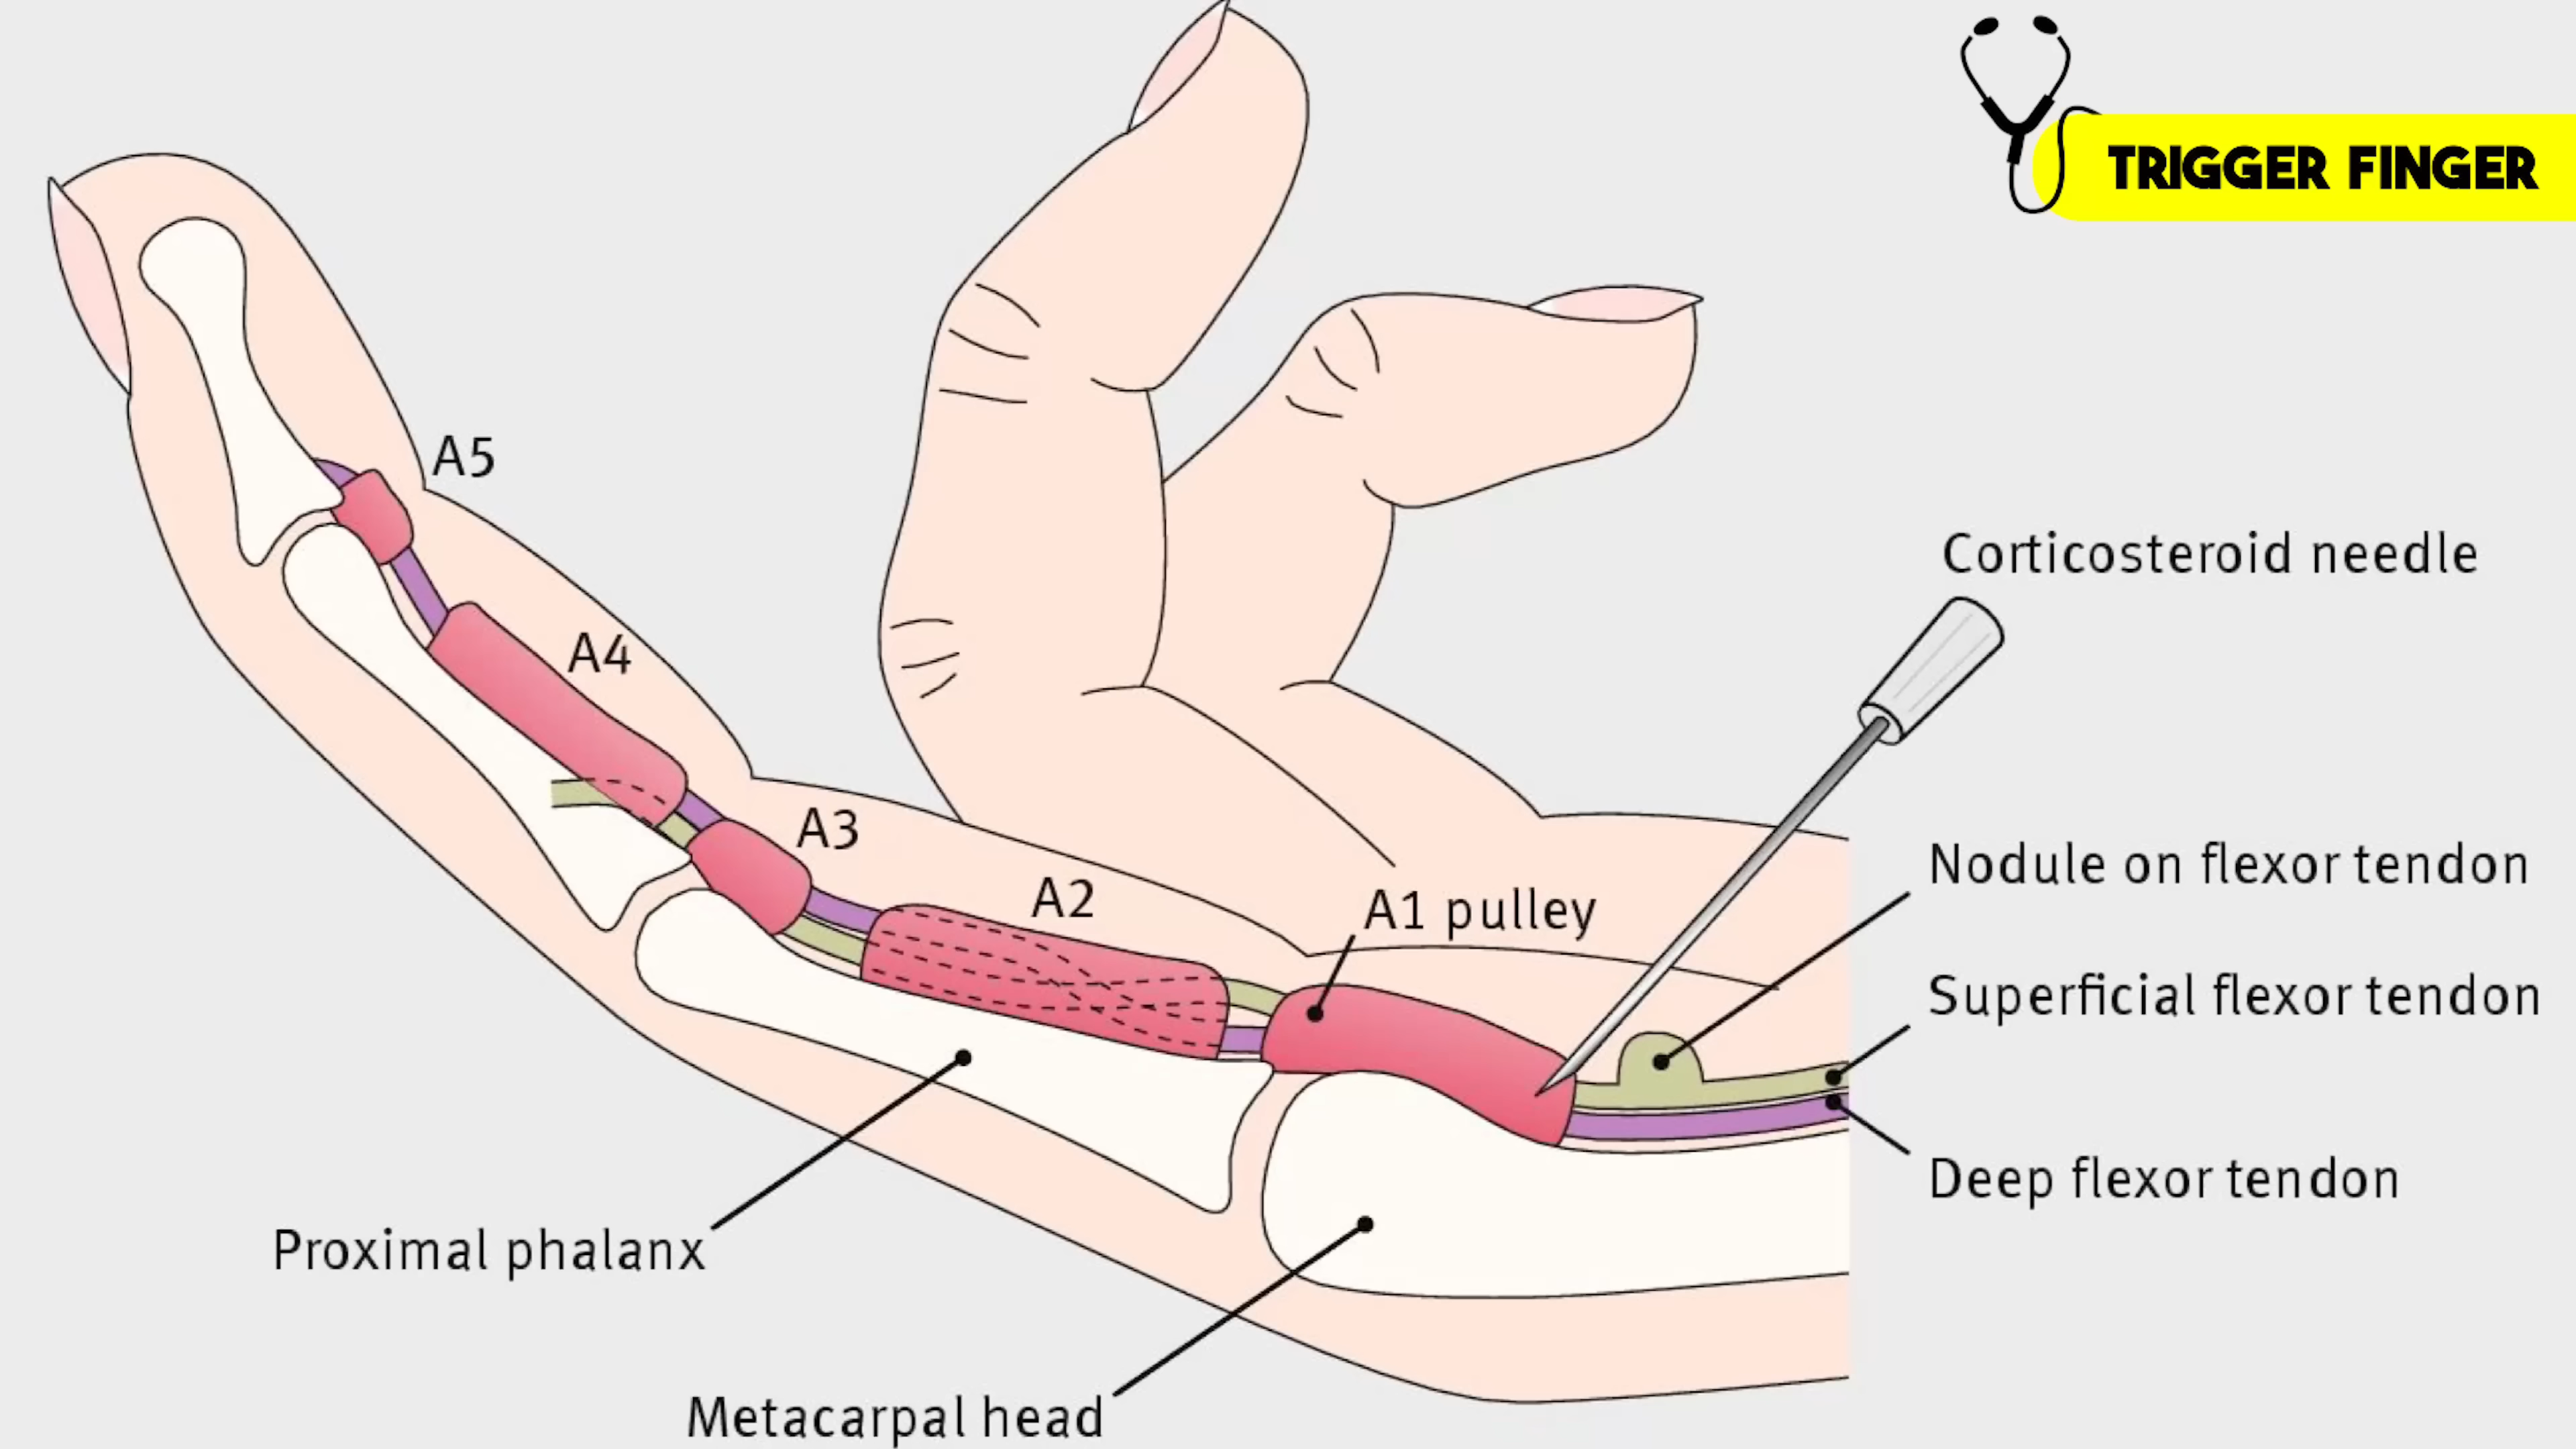 TRIGGER FINGER
A5
Corticosteroid needle
A4
A3
Nodule on flexor tendon
A2
A1 pulley
Superficial flexor tendon
Deep flexor tendon
Proximal phalanx
Metacarpal head